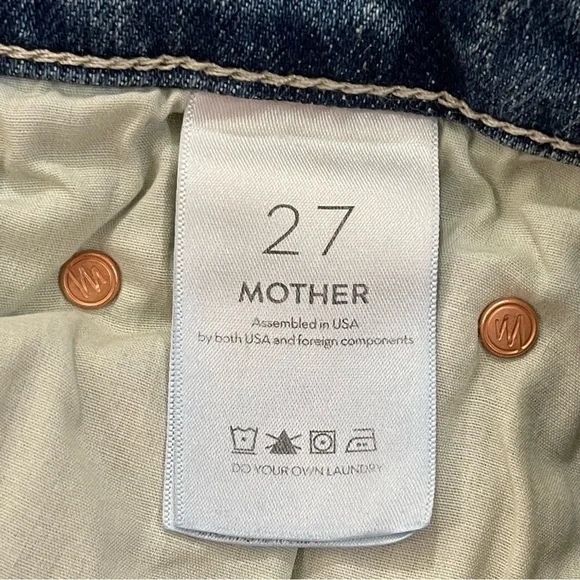 27
MOTHER
Assembled in USA
by both USA and foreign components
DO YOUR OWN LAUNDRY
M
M